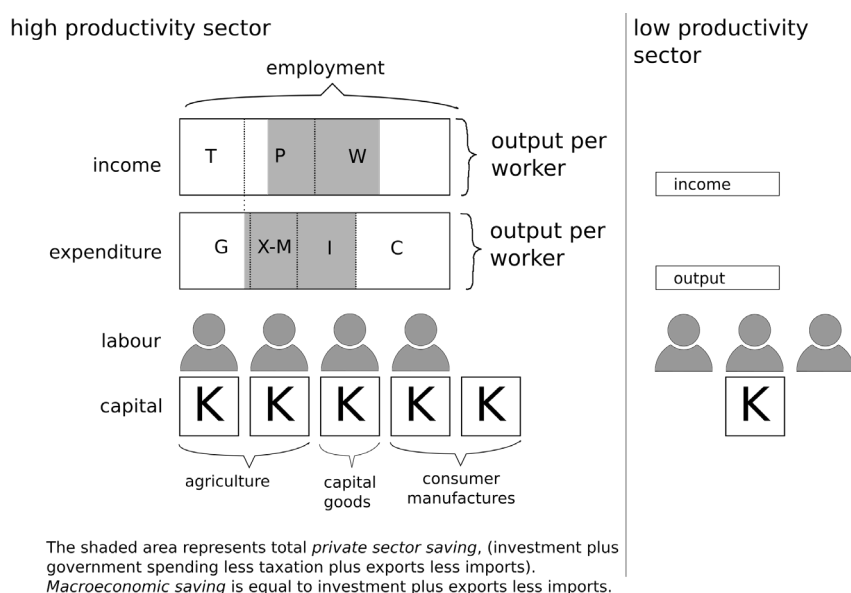 high productivity sector
low productivity
sector
employment
income
T
P
W
output per
worker
income
expenditure
G
X-M
I
C
output per
worker
output
labour
capital
K
K
K
K
K
K
agriculture
capital
goods
consumer
manufactures
The shaded area represents total private sector saving, (investment plus
government spending less taxation plus exports less imports).
Macroeconomic saving is equal to investment plus exports less imports.